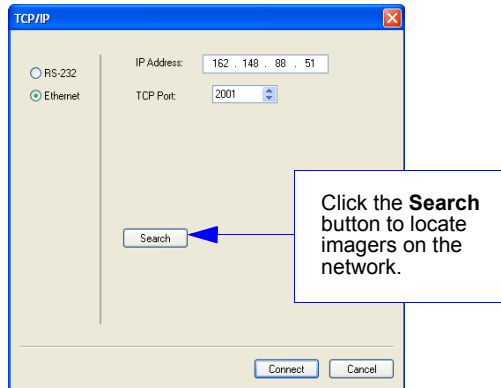 TCP/IP
RS-232
Ethernet
IP Address: 162 . 148 . 88 . 51
TCP Port: 2001
Search
Click the Search
button to locate
imagers on the
network.
Connect Cancel